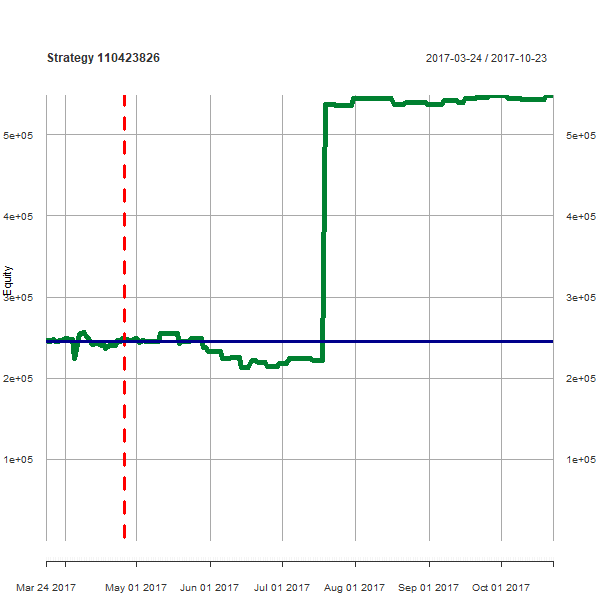 Strategy 110423826
2017-03-24 / 2017-10-23
5e+05
5e+05
4e+05
4e+05
Equity
3e+05
3e+05
2e+05
2e+05
1e+05
1e+05
Mar 24 2017
May 01 2017
Jun 01 2017
Jul 01 2017
Aug 01 2017
Sep 01 2017
Oct 01 2017